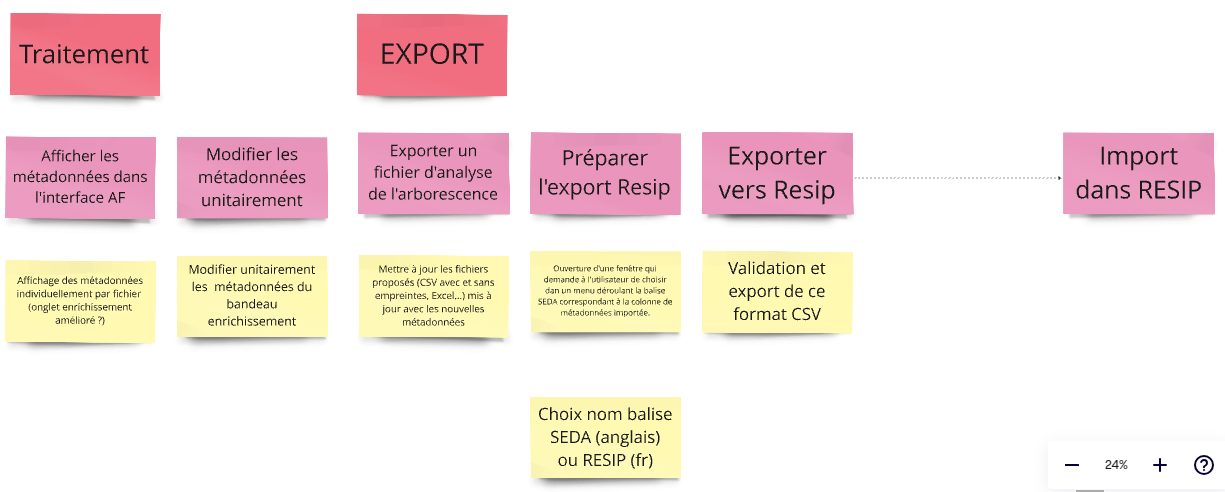 Traitement
EXPORT
Afficher les
métadonnées dans
l'interface AF
Modifier les
métadonnées
unitairement
Exporter un
fichier d'analyse
de l'arborescence
Préparer
l'export Resip
Exporter
vers Resip
Import
dans RESIP
Affichage des métadonnées
individuellement par fichier
(onglet enrichissement
amélioré ?)
Modifier unitairement
les métadonnées du
bandeau
enrichissement
Mettre à jour les fichiers
proposés (CSV avec et sans
empreintes, Excel,..) mis à
jour avec les nouvelles
métadonnées
Ouverture d'une fenêtre qui
demande à l'utilisateur de choisir
dan un menu déroulant la balise
SEDA correspondant à la colonne de
métadonnées importée.
Validation et
export de ce
format CSV
Choix nom balise
SEDA (anglais)
ou RESIP (fr)
24%